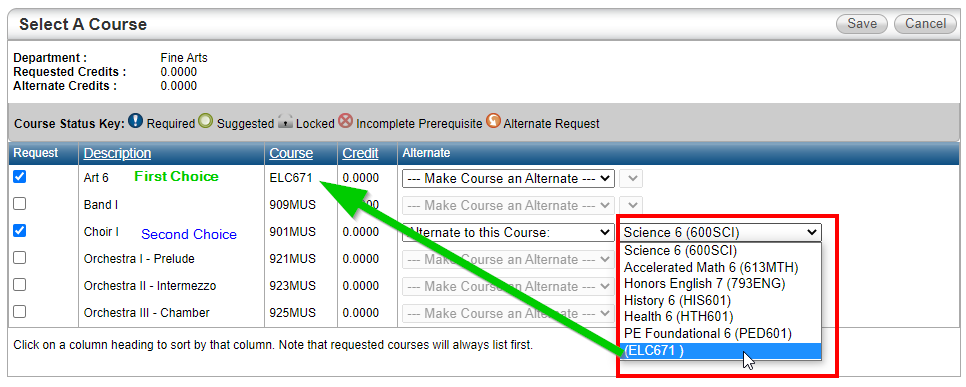 Select A Course Save Cancel
Department : Fine Arts
Requested Credits : 0.0000
Alternate Credits : 0.0000
Course Status Key: Required Suggested Locked Incomplete Prerequisite Alternate Request
Request Description Course Credit Alternate
Art 6 First Choice ELC671 0.0000 --- Make Course an Alternate ---
Band I 909MUS 0.0000 --- Make Course an Alternate ---
Choir I Second Choice 901MUS 0.0000 Alternate to this Course: Science 6 (600SCI)
Science 6 (600SCI)
Orchestra I - Prelude 921MUS 0.0000 --- Make Course an Alternate --- Accelerated Math 6 (613MTH)
Honors English 7 (793ENG)
Orchestra II - Intermezzo 923MUS 0.0000 --- Make Course an Alternate --- History 6 (HIS601)
Health 6 (HTH601)
Orchestra III - Chamber 925MUS 0.0000 --- Make Course an Alternate --- PE Foundational 6 (PED601)
(ELC671 )
Click on a column heading to sort by that column. Note that requested courses will always list first.